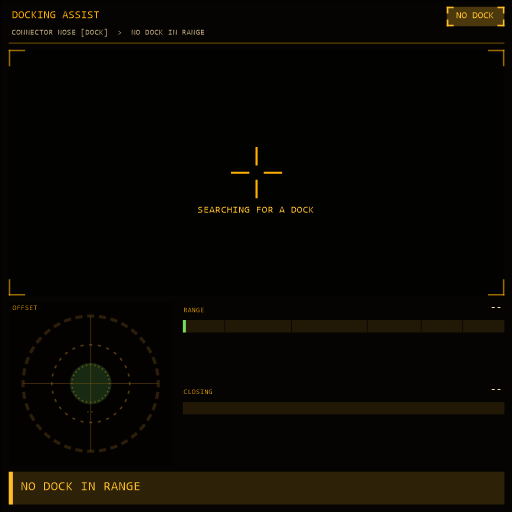 DOCKING ASSIST
NO DOCK
CONNECTOR NOSE [DOCK] > NO DOCK IN RANGE
SEARCHING FOR A DOCK
OFFSET
RANGE
--
CLOSING
--
NO DOCK IN RANGE